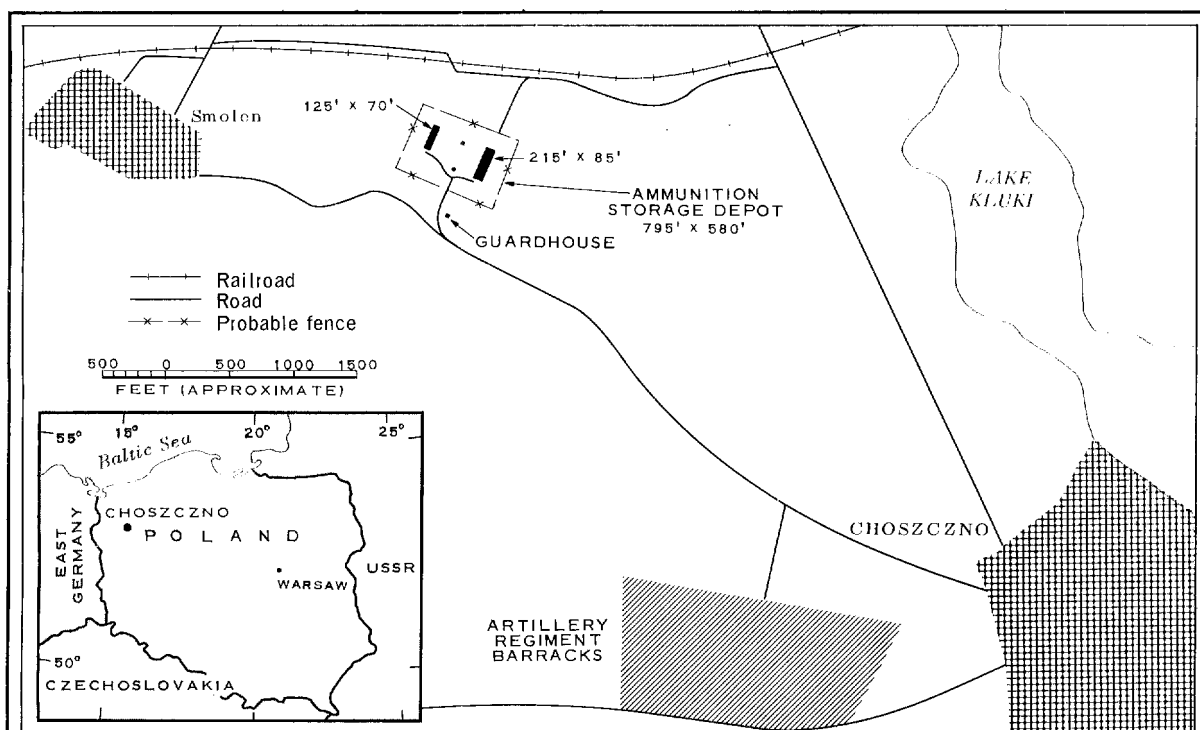 Smolen
125' X 70'
215' X 85'
AMMUNITION
STORAGE DEPOT
795' X 580'
GUARDHOUSE
LAKE
KLUKI
Railroad
Road
Probable fence
500 0 500 1000 1500
FEET (APPROXIMATE)
55° 15° 20° 25°
Baltic Sea
CHOSZCZNO
POLAND
EAST
GERMANY
USSR
WARSAW
50°
CZECHOSLOVAKIA
CHOSZCZNO
ARTILLERY
REGIMENT
BARRACKS